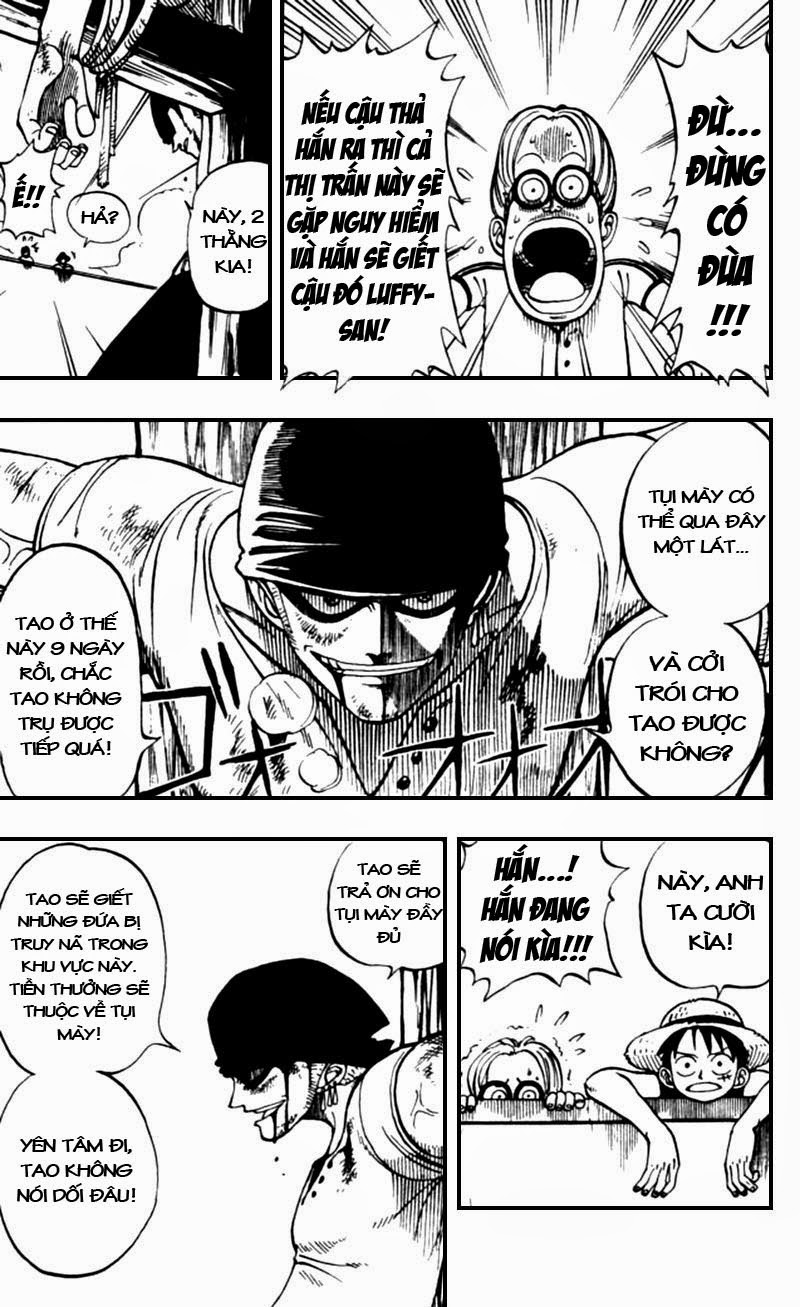 ĐỪ...
ĐỪNG
CÓ
ĐÙA
!!!
NẾU CẬU THẢ
HẮN RA THÌ CẢ
THỊ TRẤN NÀY SẼ
GẶP NGUY HIỂM
VÀ HẮN SẼ GIẾT
CẬU ĐÓ LUFFY-
SAN!
NÀY, 2
THẰNG
KIA!
HẢ?
Ế!!
TỤI MÀY CÓ
THỂ QUA ĐÂY
MỘT LÁT...
VÀ CỞI
TRÓI CHO
TAO ĐƯỢC
KHÔNG?
TAO Ở THẾ
NÀY 9 NGÀY
RỒI, CHẮC
TAO KHÔNG
TRỤ ĐƯỢC
TIẾP QUÁ!
ゴオオオオ
NÀY, ANH
TA CƯỜI
KÌA!
HẮN....!
HẮN ĐANG
NÓI KÌA!!!
TAO SẼ
TRẢ ƠN CHO
TỤI MÀY ĐẦY
ĐỦ
TAO SẼ GIẾT
NHỮNG ĐỨA BỊ
TRUY NÃ TRONG
KHU VỰC NÀY.
TIỀN THƯỞNG SẼ
THUỘC VỀ TỤI
MÀY!
YÊN TÂM ĐI,
TAO KHÔNG
NÓI DỐI ĐÂU!